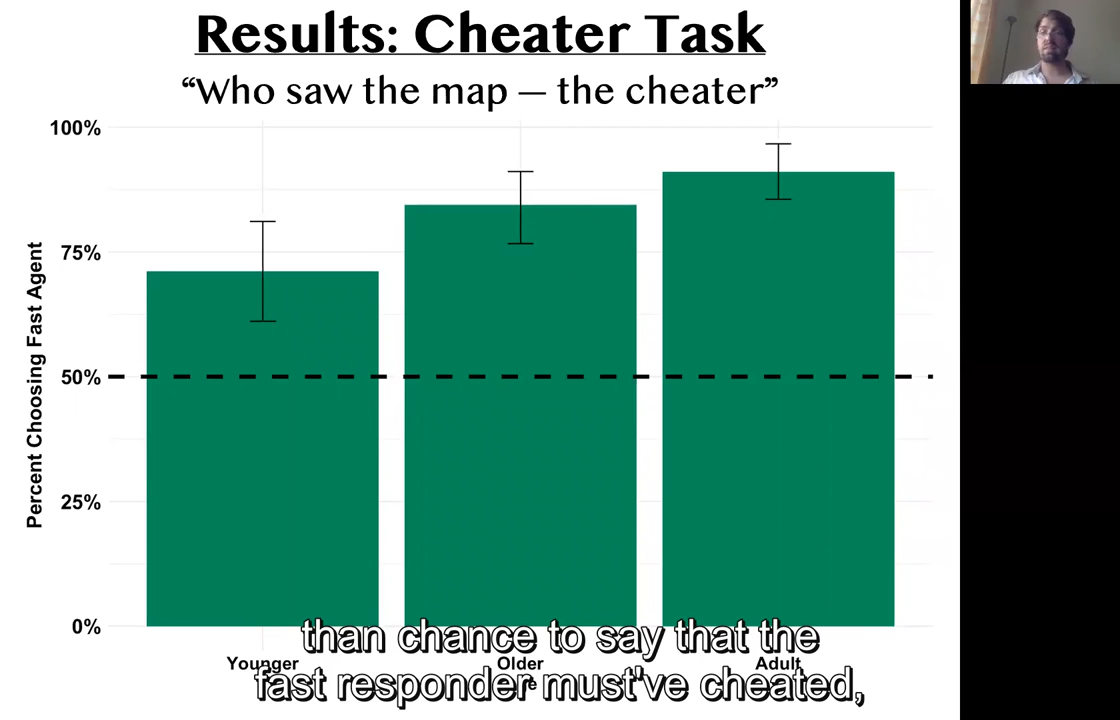 Results: Cheater Task
“Who saw the map – the cheater”
100%
75%
50%
25%
0%
Percent Choosing Fast Agent
Younger
Older
Adult
than chance to say that the
fast responder must've cheated,